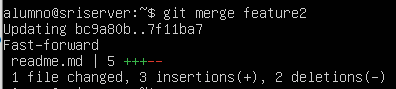 alumno@sriserver:~$ git merge feature2
Updating bc9a80b..7f11ba7
Fast-forward
 readme.md | 5 +++--
 1 file changed, 3 insertions(+), 2 deletions(-)